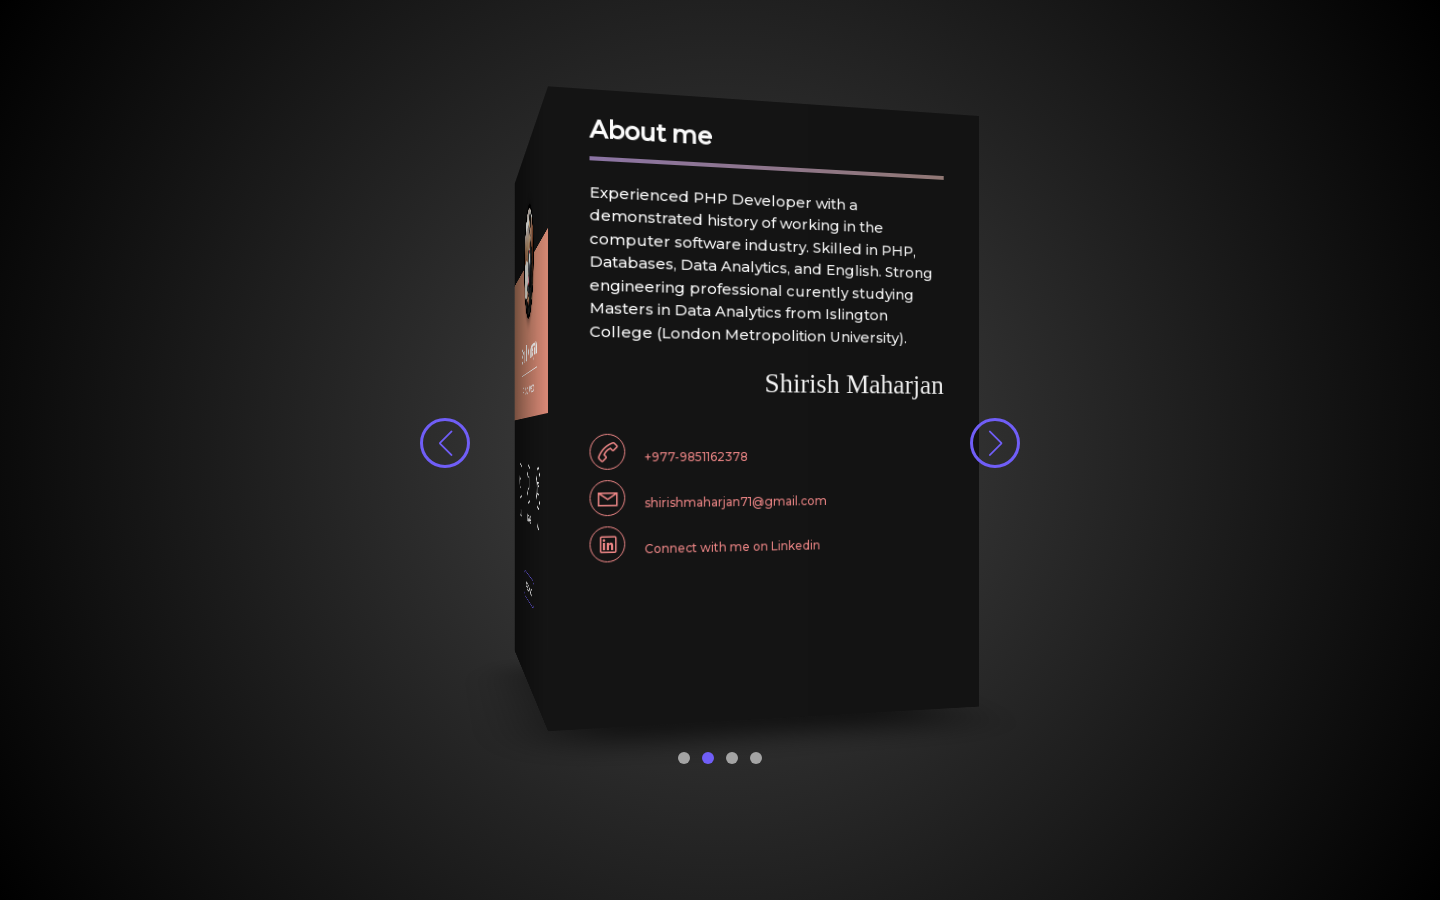 About me
Experienced PHP Developer with a
demonstrated history of working in the
computer software industry. Skilled in PHP,
Databases, Data Analytics, and English. Strong
engineering professional curently studying
Masters in Data Analytics from Islington
College (London Metropolition University).
Shirish Maharjan
+977-9851162378
shirishmaharjan71@gmail.com
in
Connect with me on Linkedin